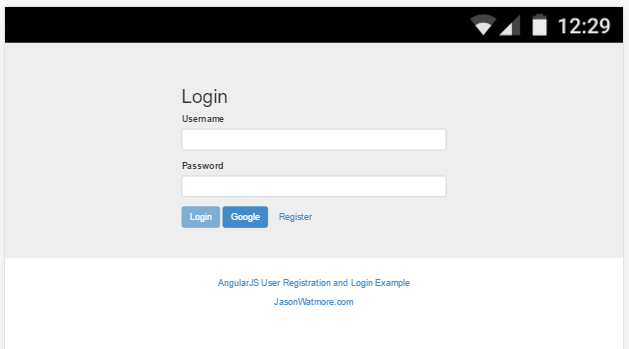 12:29
Login
Username
Password
Login Google Register
AngularJS User Registration and Login Example
JasonWatmore.com